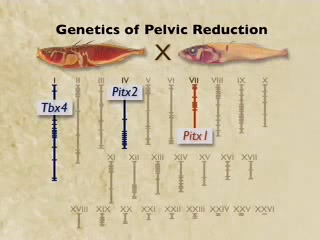 Genetics of Pelvic Reduction
X
I II III IV V VI VII VIII IX X
Pitx2
Tbx4
Pitx1
XI XII XIII XIV XV XVI XVII
XVIII XIX XX XXI XXII XXIII XXIV XXV XXVI